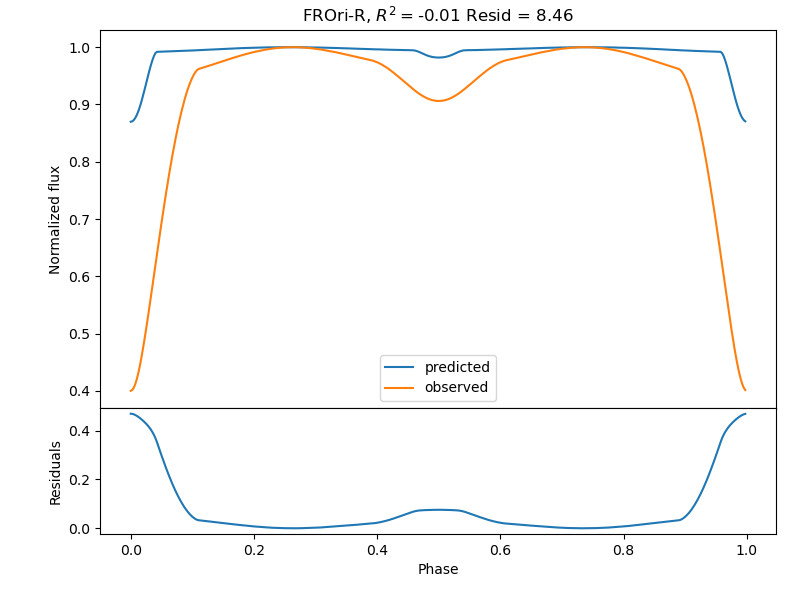 FROri-R, R² = -0.01 Resid = 8.46
Normalized flux
1.0
0.9
0.8
0.7
0.6
0.5
0.4
predicted
observed
Residuals
0.4
0.2
0.0
0.0
0.2
0.4
0.6
0.8
1.0
Phase